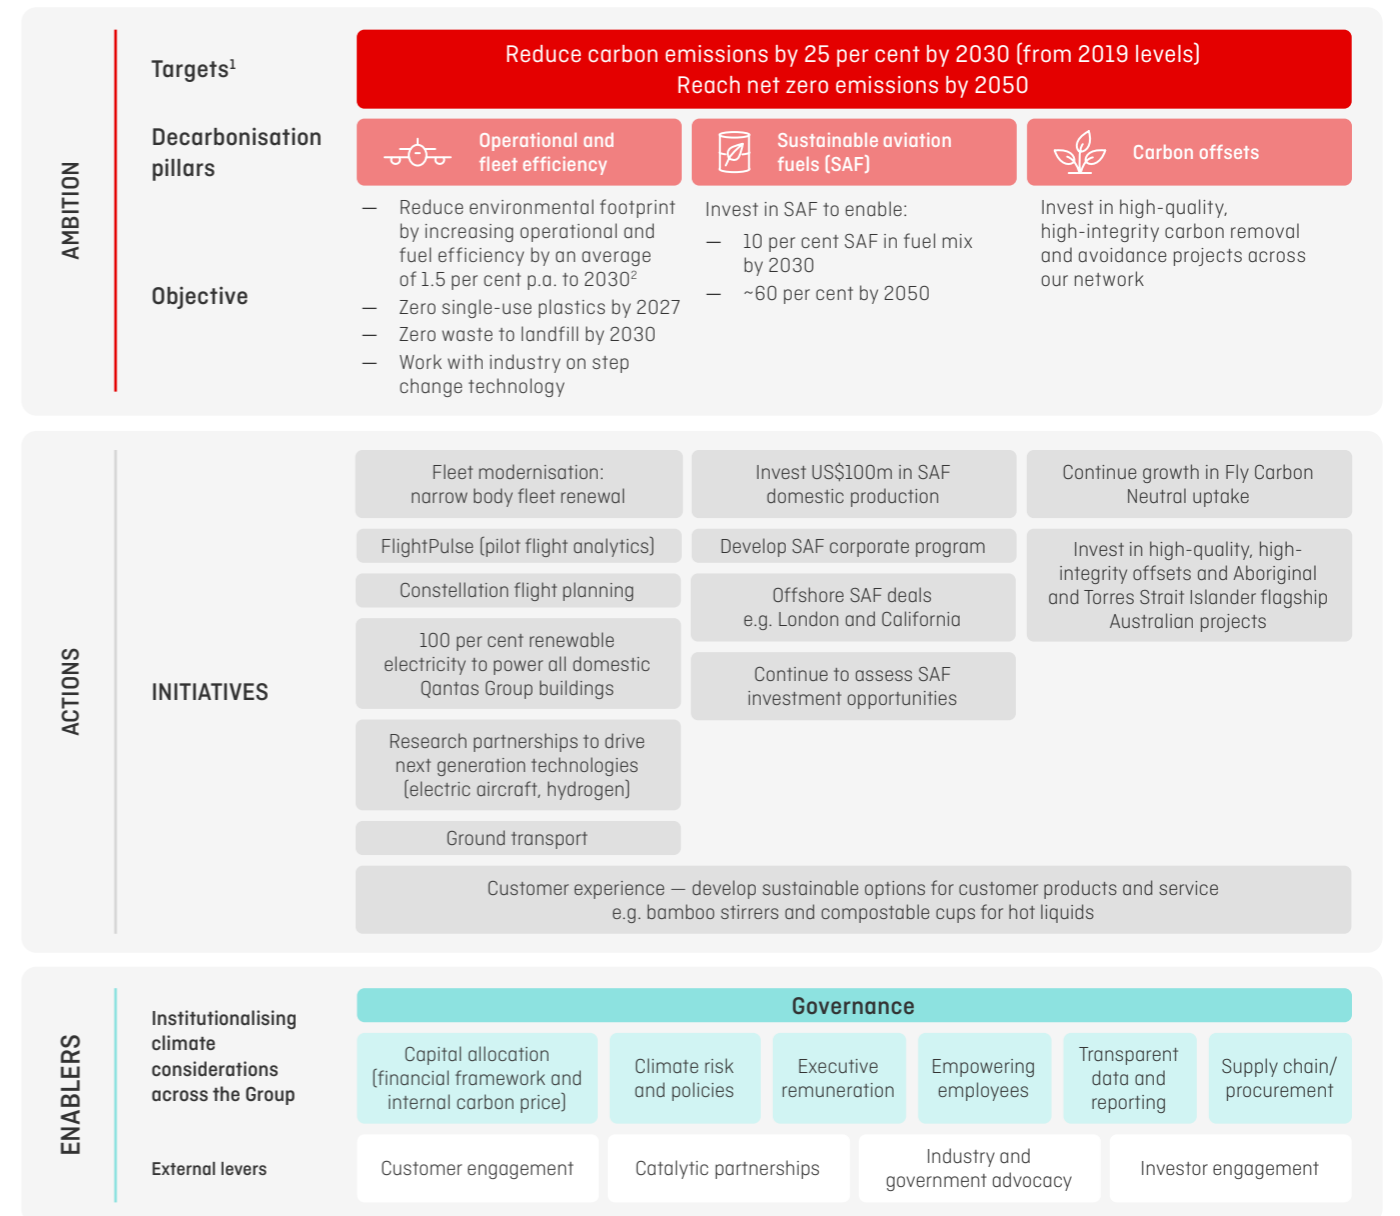 AMBITION
Targets¹
Reduce carbon emissions by 25 per cent by 2030 (from 2019 levels)
Reach net zero emissions by 2050
Decarbonisation
pillars
Operational and
fleet efficiency
Sustainable aviation
fuels (SAF)
Carbon offsets
Objective
— Reduce environmental footprint
by increasing operational and
fuel efficiency by an average
of 1.5 per cent p.a. to 2030²
— Zero single-use plastics by 2027
— Zero waste to landfill by 2030
— Work with industry on step
change technology
Invest in SAF to enable:
— 10 per cent SAF in fuel mix
by 2030
— ~60 per cent by 2050
Invest in high-quality,
high-integrity carbon removal
and avoidance projects across
our network
ACTIONS
INITIATIVES
Fleet modernisation:
narrow body fleet renewal
FlightPulse (pilot flight analytics)
Constellation flight planning
100 per cent renewable
electricity to power all domestic
Qantas Group buildings
Research partnerships to drive
next generation technologies
(electric aircraft, hydrogen)
Ground transport
Invest US$100m in SAF
domestic production
Develop SAF corporate program
Offshore SAF deals
e.g. London and California
Continue to assess SAF
investment opportunities
Continue growth in Fly Carbon
Neutral uptake
Invest in high-quality, high-
integrity offsets and Aboriginal
and Torres Strait Islander flagship
Australian projects
Customer experience — develop sustainable options for customer products and service
e.g. bamboo stirrers and compostable cups for hot liquids
ENABLERS
Institutionalising
climate
considerations
across the Group
Governance
Capital allocation
(financial framework and
internal carbon price)
Climate risk
and policies
Executive
remuneration
Empowering
employees
Transparent
data and
reporting
Supply chain/
procurement
External levers
Customer engagement
Catalytic partnerships
Industry and
government advocacy
Investor engagement